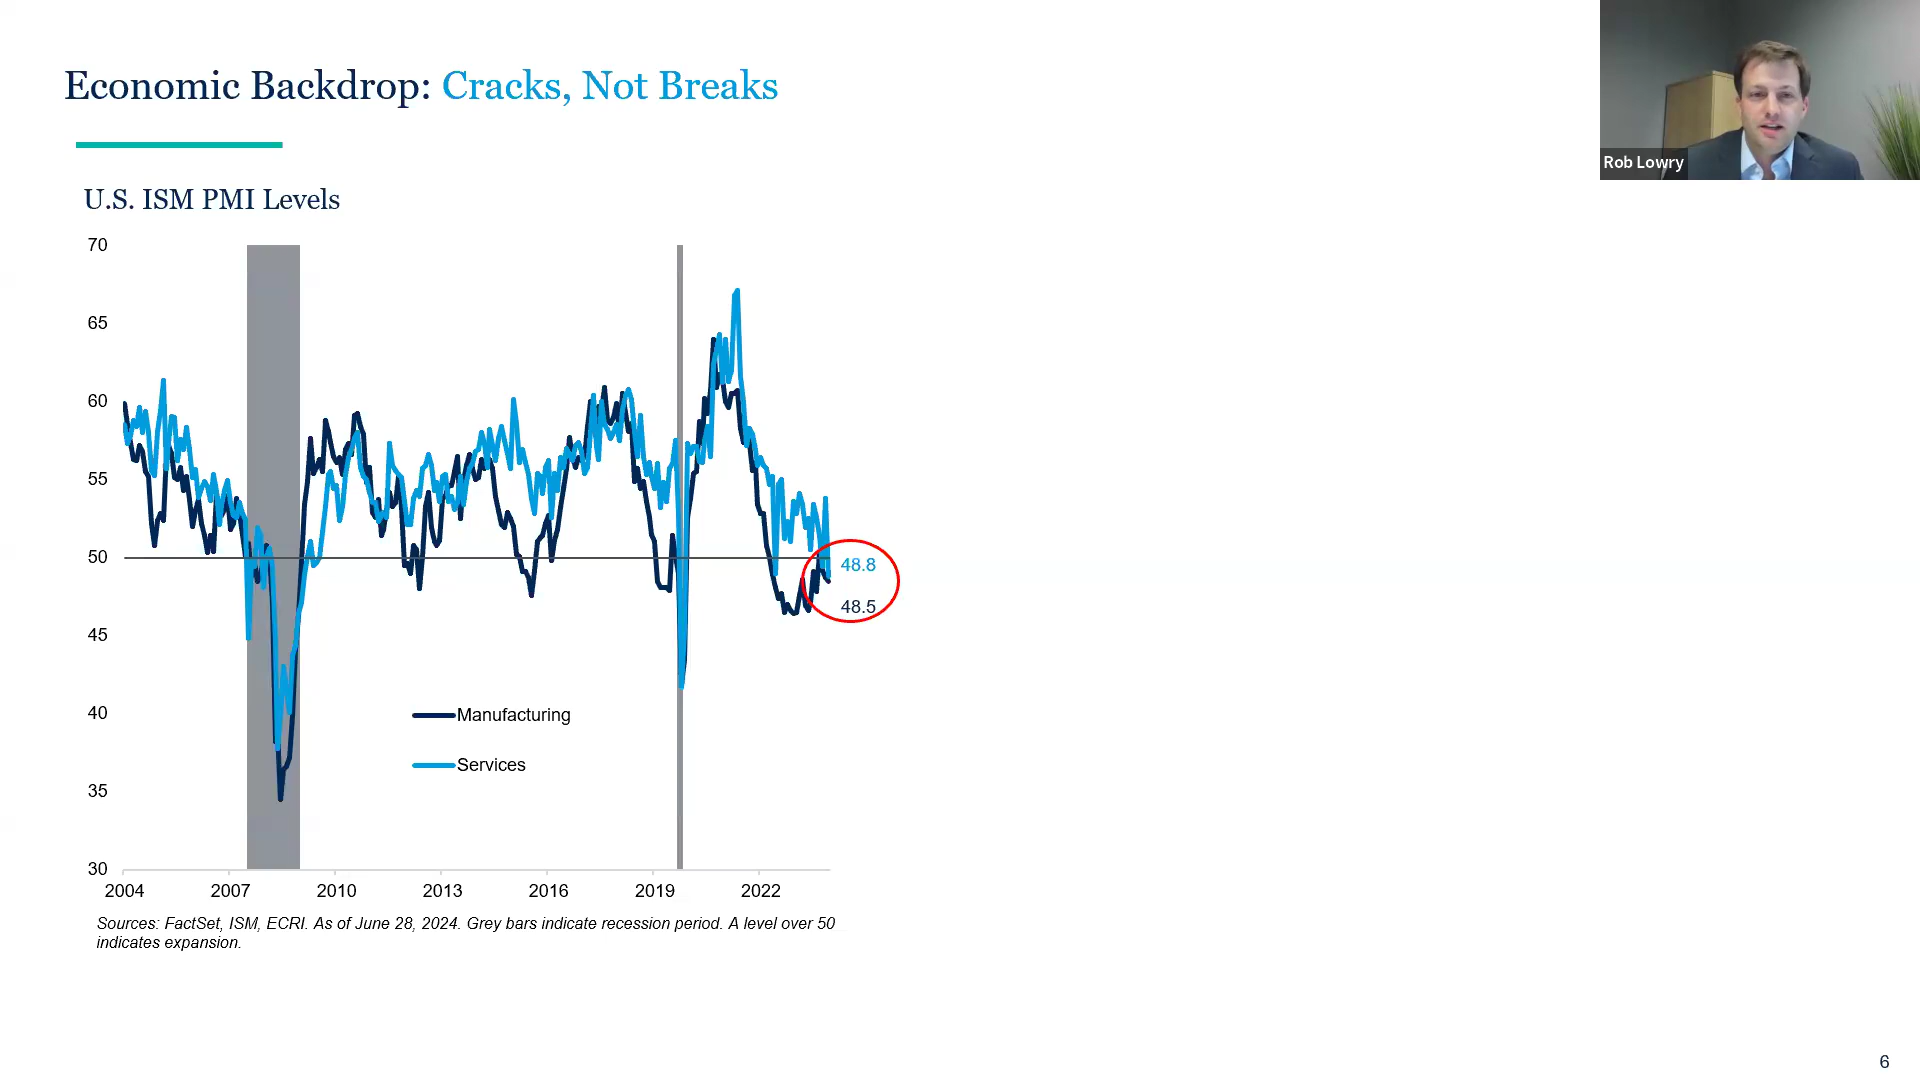 Economic Backdrop: Cracks, Not Breaks
Rob Lowry
U.S. ISM PMI Levels
70
65
60
55
50
45
40
35
30
48.8
48.5
Manufacturing
Services
2004 2007 2010 2013 2016 2019 2022
Sources: FactSet, ISM, ECRI. As of June 28, 2024. Grey bars indicate recession period. A level over 50
indicates expansion.
6